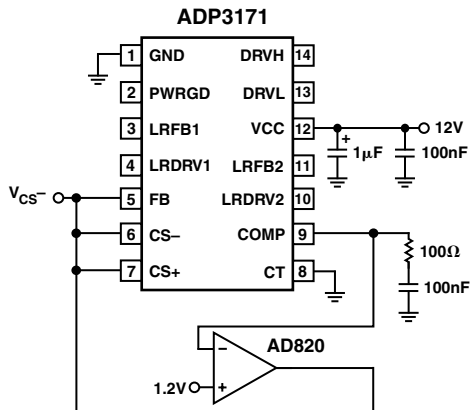 ADP3171
1 GND DRVH 14
2 PWRGD DRVL 13
3 LRFB1 VCC 12 12V
+ 1μF 100nF
4 LRDRV1 LRFB2 11
VCS– 5 FB LRDRV2 10
6 CS– COMP 9
100Ω
7 CS+ CT 8
100nF
AD820
–
1.2V +